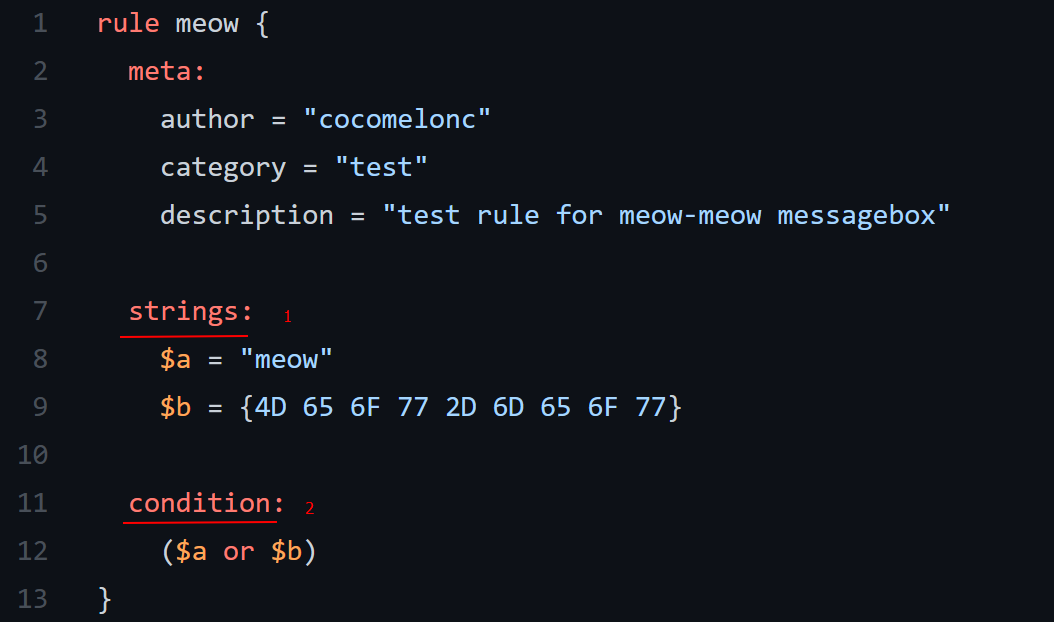 1 rule meow {
2 meta:
3 author = "cocomelonc"
4 category = "test"
5 description = "test rule for meow-meow messagebox"
6
7 strings: 1
8 $a = "meow"
9 $b = {4D 65 6F 77 2D 6D 65 6F 77}
10
11 condition: 2
12 ($a or $b)
13 }